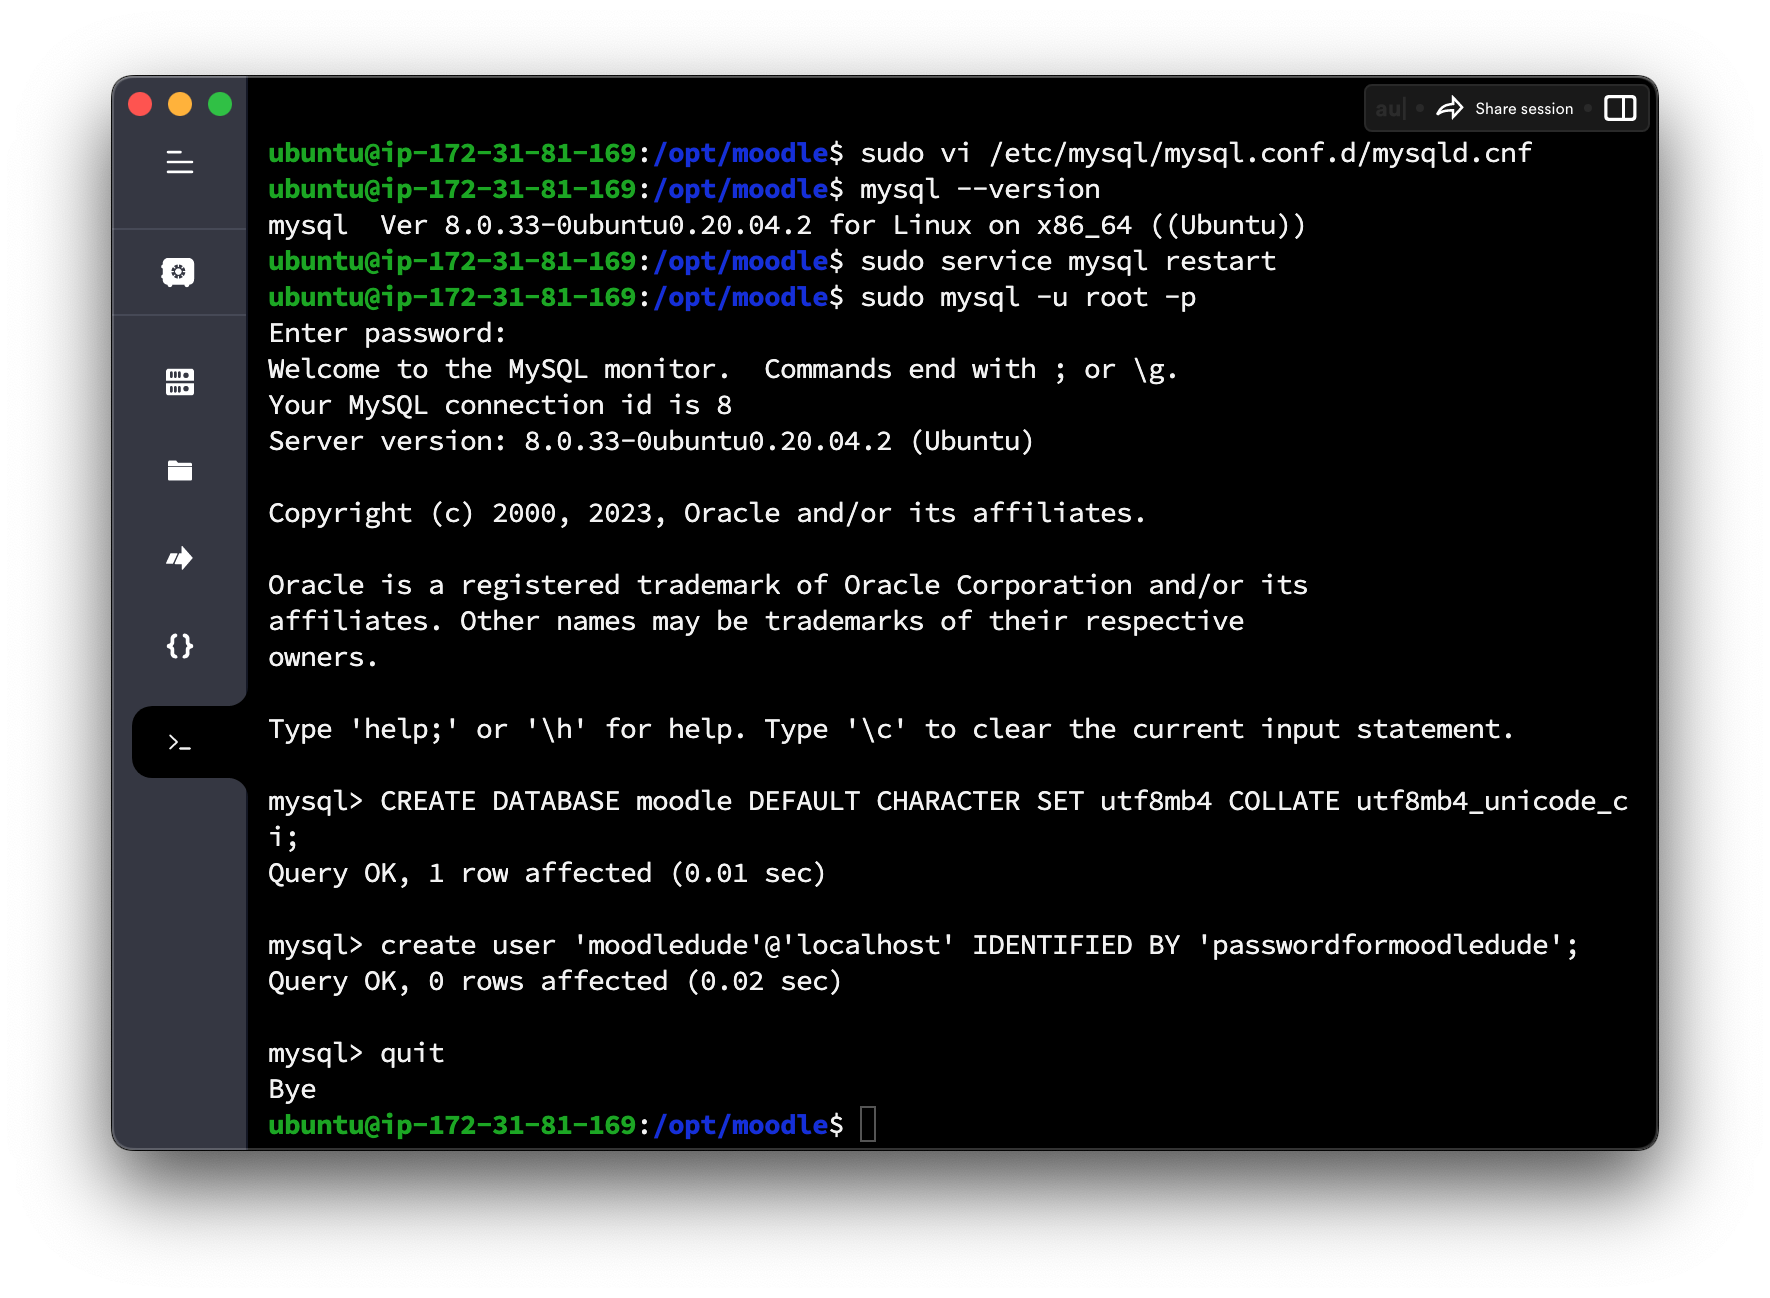 au|
Share session
ubuntu@ip-172-31-81-169:/opt/moodle$ sudo vi /etc/mysql/mysql.conf.d/mysqld.cnf
ubuntu@ip-172-31-81-169:/opt/moodle$ mysql --version
mysql  Ver 8.0.33-0ubuntu0.20.04.2 for Linux on x86_64 ((Ubuntu))
ubuntu@ip-172-31-81-169:/opt/moodle$ sudo service mysql restart
ubuntu@ip-172-31-81-169:/opt/moodle$ sudo mysql -u root -p
Enter password:
Welcome to the MySQL monitor.  Commands end with ; or \g.
Your MySQL connection id is 8
Server version: 8.0.33-0ubuntu0.20.04.2 (Ubuntu)
Copyright (c) 2000, 2023, Oracle and/or its affiliates.
Oracle is a registered trademark of Oracle Corporation and/or its
affiliates. Other names may be trademarks of their respective
owners.
Type 'help;' or '\h' for help. Type '\c' to clear the current input statement.
mysql> CREATE DATABASE moodle DEFAULT CHARACTER SET utf8mb4 COLLATE utf8mb4_unicode_c
i;
Query OK, 1 row affected (0.01 sec)
mysql> create user 'moodledude'@'localhost' IDENTIFIED BY 'passwordformoodledude';
Query OK, 0 rows affected (0.02 sec)
mysql> quit
Bye
ubuntu@ip-172-31-81-169:/opt/moodle$